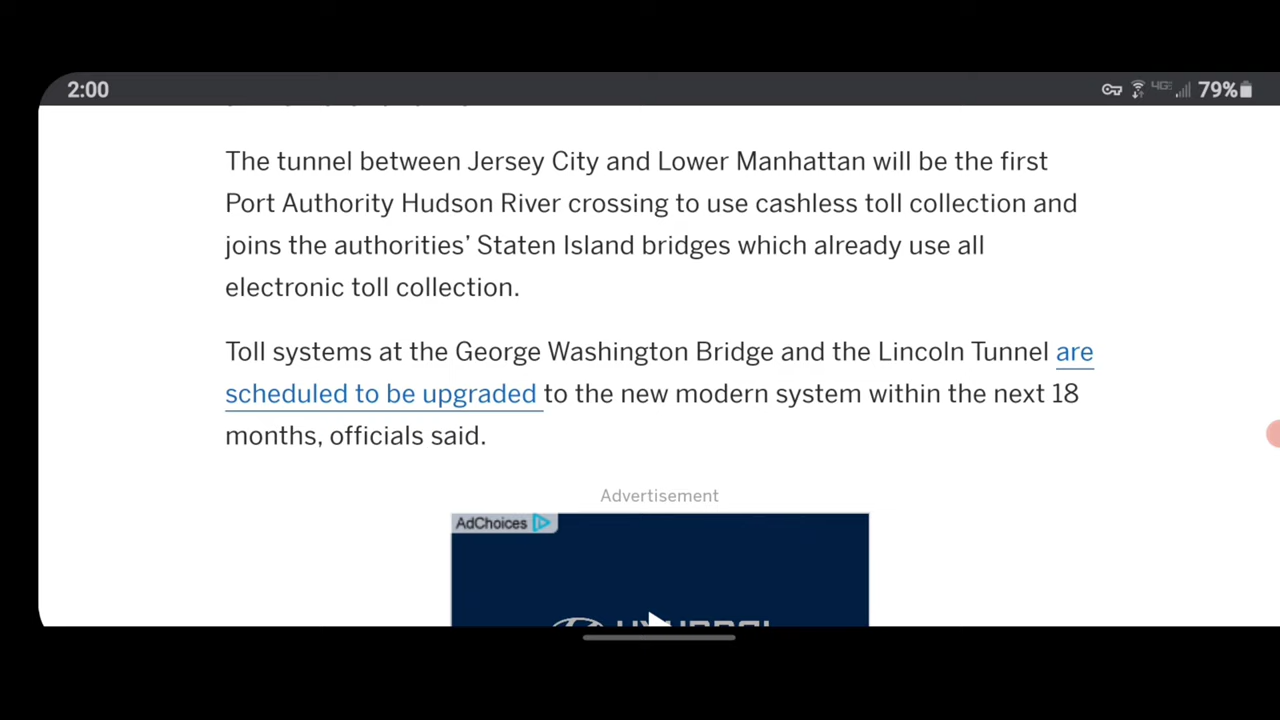 2:00
4G
79%
The tunnel between Jersey City and Lower Manhattan will be the first
Port Authority Hudson River crossing to use cashless toll collection and
joins the authorities’ Staten Island bridges which already use all
electronic toll collection.
Toll systems at the George Washington Bridge and the Lincoln Tunnel are
scheduled to be upgraded to the new modern system within the next 18
months, officials said.
Advertisement
AdChoices